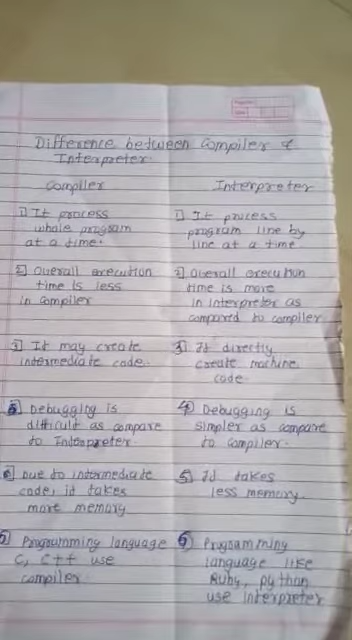 Difference between Compiler &
Interpreter.
Compiler
1) It process
whole program
at a time.
2) Overall execution
time is less
in compiler
3) It may create
intermediate code.
Debugging is
difficult as compare
to Interpreter.
Due to intermediate
code, it takes
more memory
Programming language
C, C++ use
compiler
Interpreter
1) It process
program line by
line at a time
2) Overall execution
time is more
in interpreter as
compared to compiler
3) It directly
create machine
code.
4) Debugging is
simpler as compare
to compiler.
5) It takes
less memory.
6) Programming
language like
Ruby, python
use interpreter